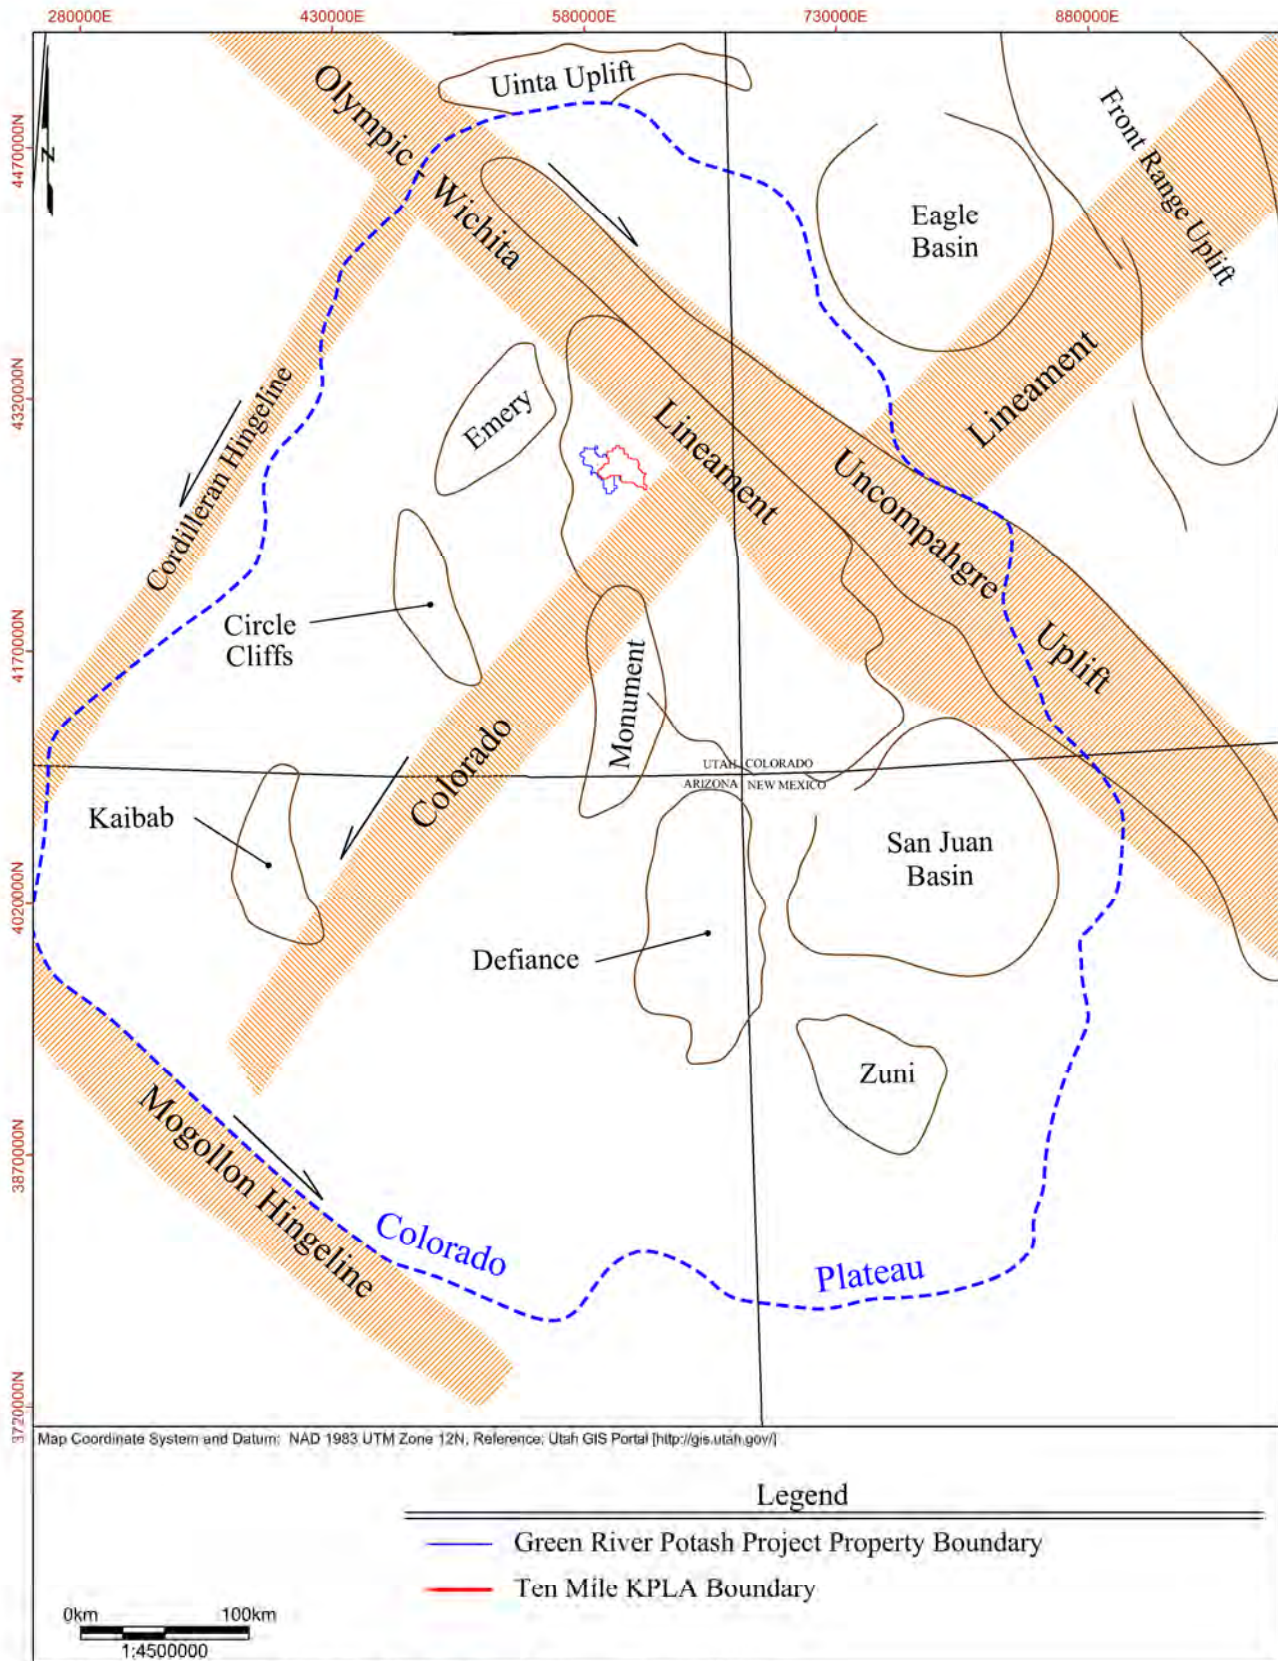 280000E 430000E 580000E 730000E 880000E
4470000N
4320000N
4170000N
4020000N
3870000N
3720000N
N
Uinta Uplift
Olympic - Wichita
Lineament
Front Range Uplift
Eagle
Basin
Lineament
Emery
Cordilleran Hingeline
Uncompahgre
Uplift
Circle
Cliffs
Monument
Colorado
UTAH COLORADO
ARIZONA NEW MEXICO
Kaibab
San Juan
Basin
Defiance
Zuni
Mogollon Hingeline
Colorado
Plateau
Map Coordinate System and Datum: NAD 1983 UTM Zone 12N, Reference: Utah GIS Portal [http://gis.utah.gov/]
Legend
Green River Potash Project Property Boundary
Ten Mile KPLA Boundary
0km 100km
1:4500000